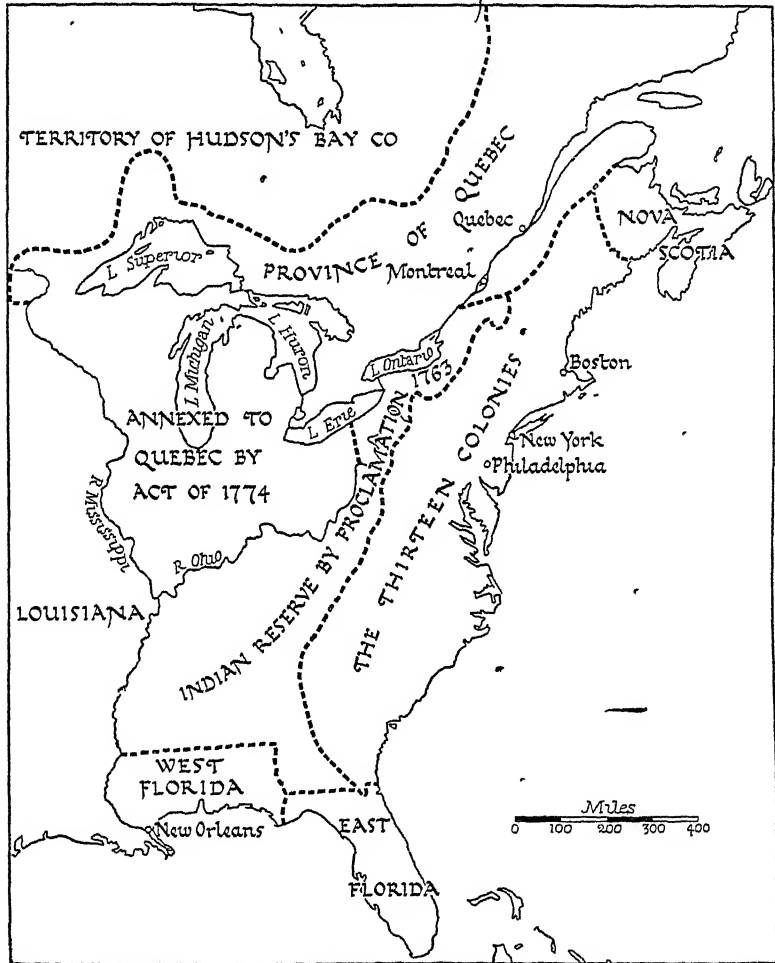 TERRITORY OF HUDSON'S BAY CO
PROVINCE OF QUEBEC
Quebec
NOVA
SCOTIA
L Superior
Montreal
L Michigan
L Huron
L Ontario
L Erie
Boston
New York
Philadelphia
ANNEXED TO
QUEBEC BY
ACT OF 1774
INDIAN RESERVE BY PROCLAMATION 1763
THE THIRTEEN COLONIES
R Mississippi
R Ohio
LOUISIANA
WEST
FLORIDA
New Orleans
EAST
FLORIDA
Miles
0 100 200 300 400